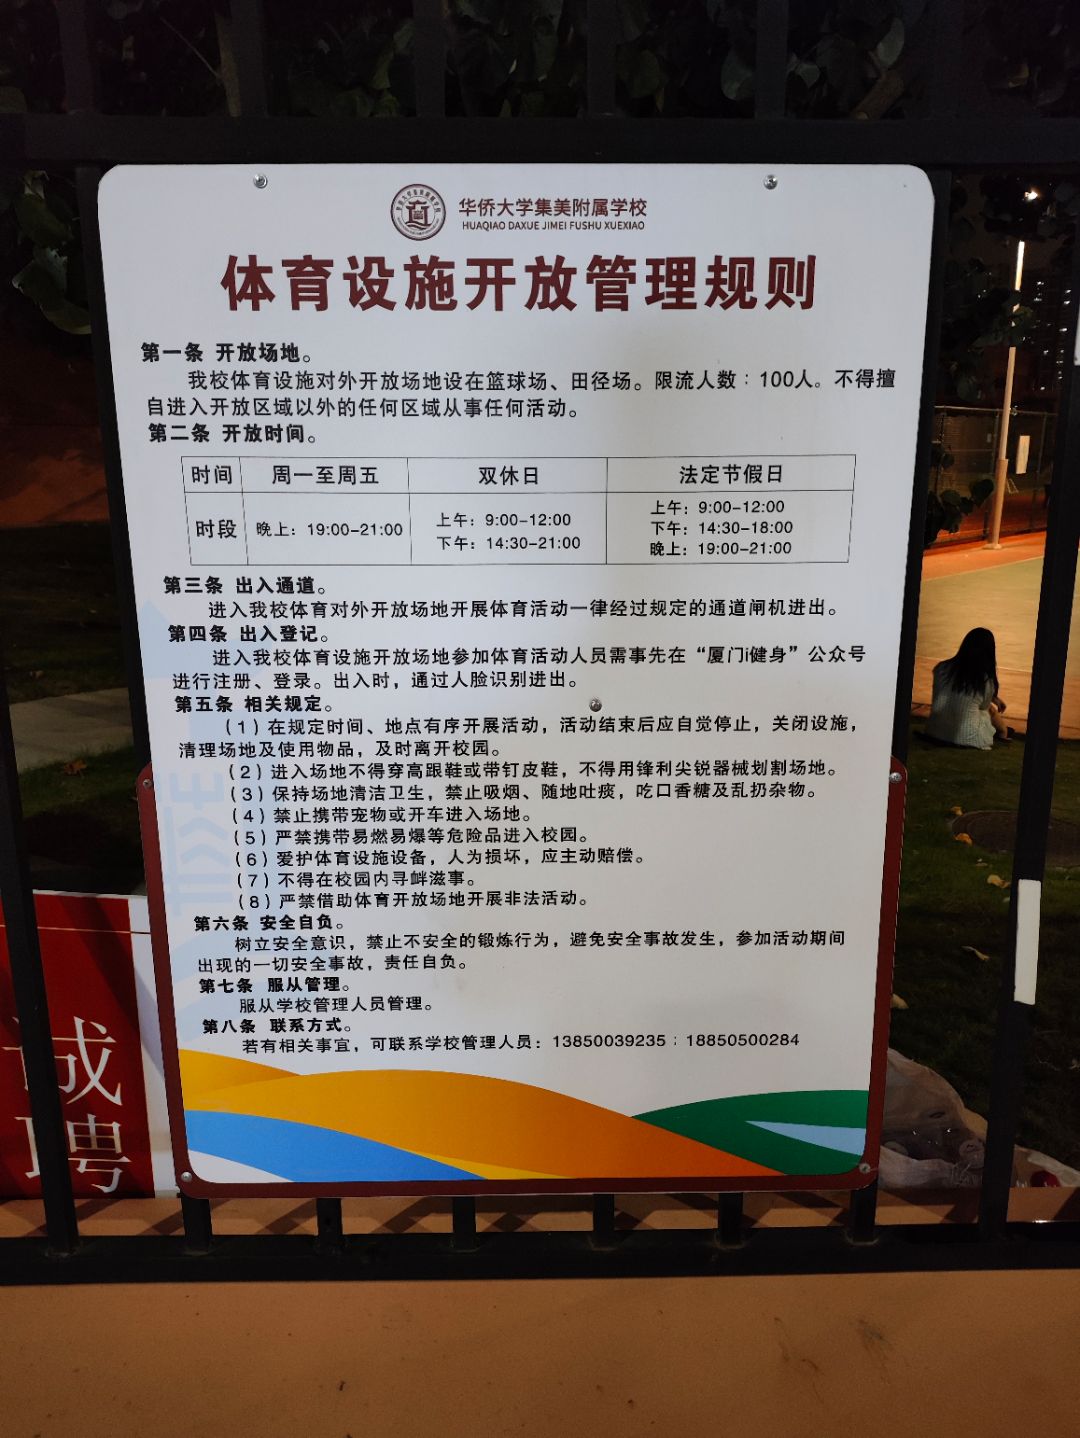 华侨大学集美附属学校
HUAQIAO DAXUE JIMEI FUSHU XUEXIAO
体育设施开放管理规则
第一条 开放场地。
我校体育设施对外开放场地设在篮球场、田径场。限流人数：100人。不得擅
自进入开放区域以外的任何区域从事任何活动。
第二条 开放时间。
时间 周一至周五 双休日 法定节假日
时段 晚上：19:00-21:00
上午：9:00-12:00
下午：14:30-21:00
上午：9:00-12:00
下午：14:30-18:00
晚上：19:00-21:00
第三条 出入通道。
进入我校体育对外开放场地开展体育活动一律经过规定的通道闸机进出。
第四条 出入登记。
进入我校体育设施开放场地参加体育活动人员需事先在“厦门i健身”公众号
进行注册、登录。出入时，通过人脸识别进出。
第五条 相关规定。
（1）在规定时间、地点有序开展活动，活动结束后应自觉停止，关闭设施，
清理场地及使用物品，及时离开校园。
（2）进入场地不得穿高跟鞋或带钉皮鞋，不得用锋利尖锐器械划割场地。
（3）保持场地清洁卫生，禁止吸烟、随地吐痰，吃口香糖及乱扔杂物。
（4）禁止携带宠物或开车进入场地。
（5）严禁携带易燃易爆等危险品进入校园。
（6）爱护体育设施设备，人为损坏，应主动赔偿。
（7）不得在校园内寻衅滋事。
（8）严禁借助体育开放场地开展非法活动。
第六条 安全自负。
树立安全意识，禁止不安全的锻炼行为，避免安全事故发生，参加活动期间
出现的一切安全事故，责任自负。
第七条 服从管理。
服从学校管理人员管理。
第八条 联系方式。
若有相关事宜，可联系学校管理人员：13850039235；18850500284
诚
聘